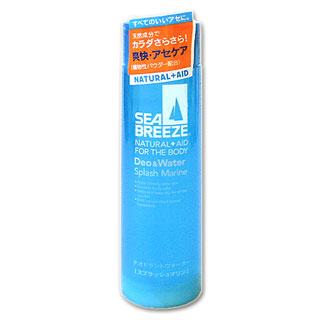 すべてのいいアセに。
天然成分で
カラダさらさら!
爽快・アセケア
(植物性パウダー配合)
NATURAL+AID
SEA
BREEZE
NATURAL+AID
FOR THE BODY
Deo&Water
Splash Marine
デオドラントウォーター
[スプラッシュマリン]